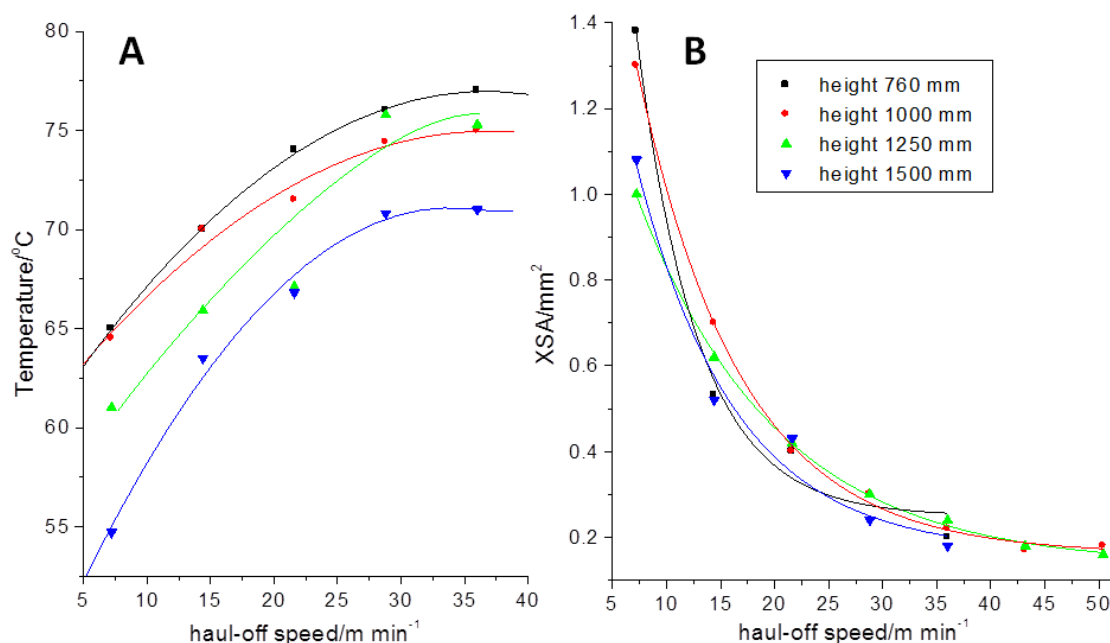 A
80
75
70
65
60
55
Temperature/⁰C
5 10 15 20 25 30 35 40
haul-off speed/m min⁻¹
B
1.4
1.2
1.0
0.8
0.6
0.4
0.2
XSA/mm²
height 760 mm
height 1000 mm
height 1250 mm
height 1500 mm
5 10 15 20 25 30 35 40 45 50
haul-off speed/m min⁻¹